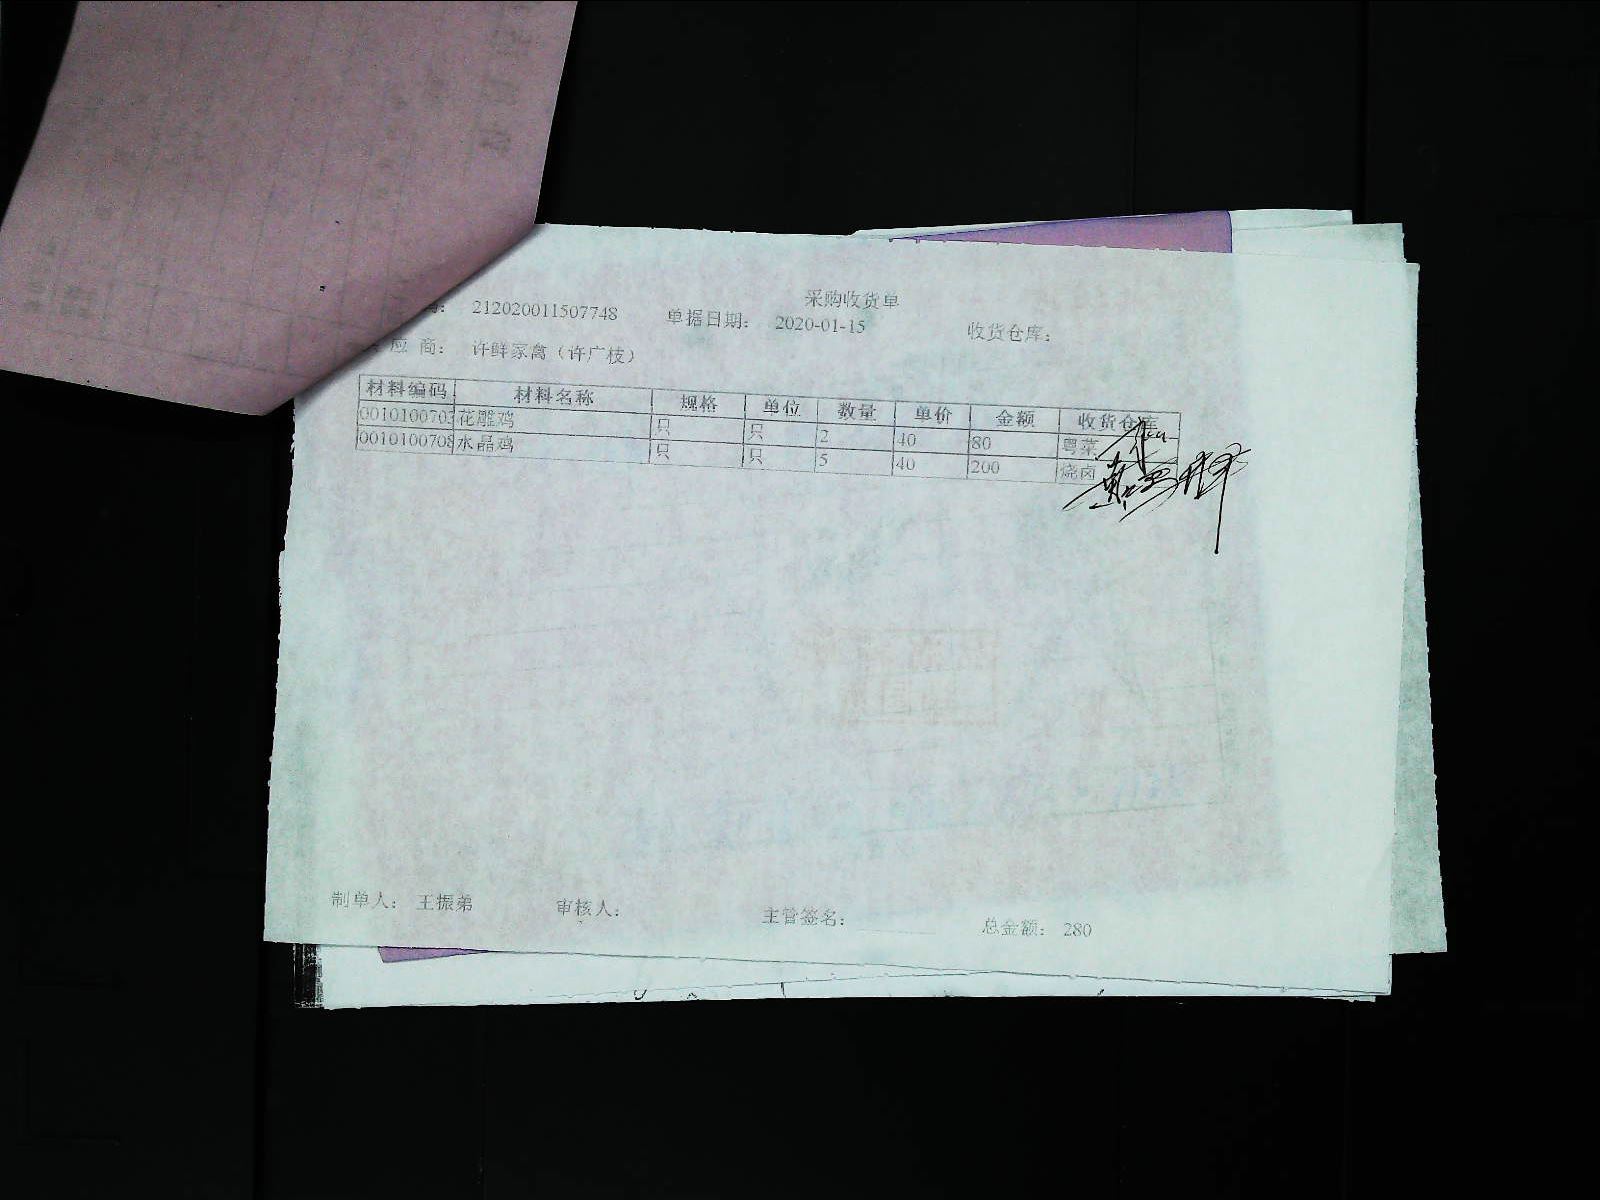 采购收货单
212020011507748 单据日期: 2020-01-15 收货仓库:
应 商: 许鲜家禽（许广枝）
材料编码 材料名称 规格 单位 数量 单价 金额 收货仓库
0010100703 花雕鸡 只 只 2 40 80 粤菜
0010100708 水晶鸡 只 只 5 40 200 烧卤
制单人: 王振弟 审核人: 主管签名: 总金额: 280